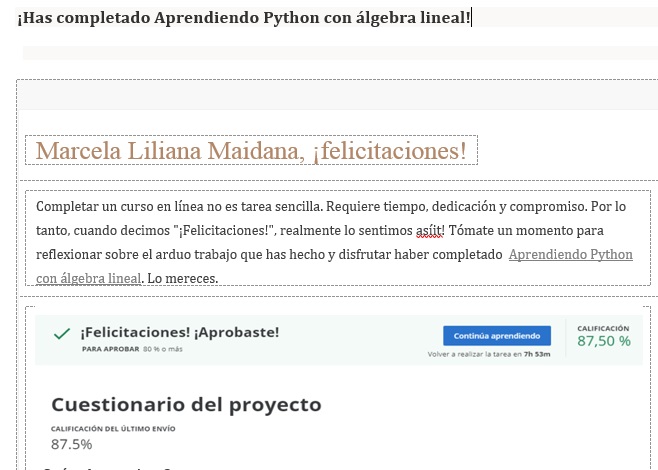 ¡Has completado Aprendiendo Python con álgebra lineal!
Marcela Liliana Maidana, ¡felicitaciones!
Completar un curso en línea no es tarea sencilla. Requiere tiempo, dedicación y compromiso. Por lo
tanto, cuando decimos "¡Felicitaciones!", realmente lo sentimos asíit! Tómate un momento para
reflexionar sobre el arduo trabajo que has hecho y disfrutar haber completado Aprendiendo Python
con álgebra lineal. Lo mereces.
¡Felicitaciones! ¡Aprobaste!
PARA APROBAR 80 % o más
Continúa aprendiendo
Volver a realizar la tarea en 7h 53m
CALIFICACIÓN
87,50 %
Cuestionario del proyecto
CALIFICACIÓN DEL ÚLTIMO ENVÍO
87.5%